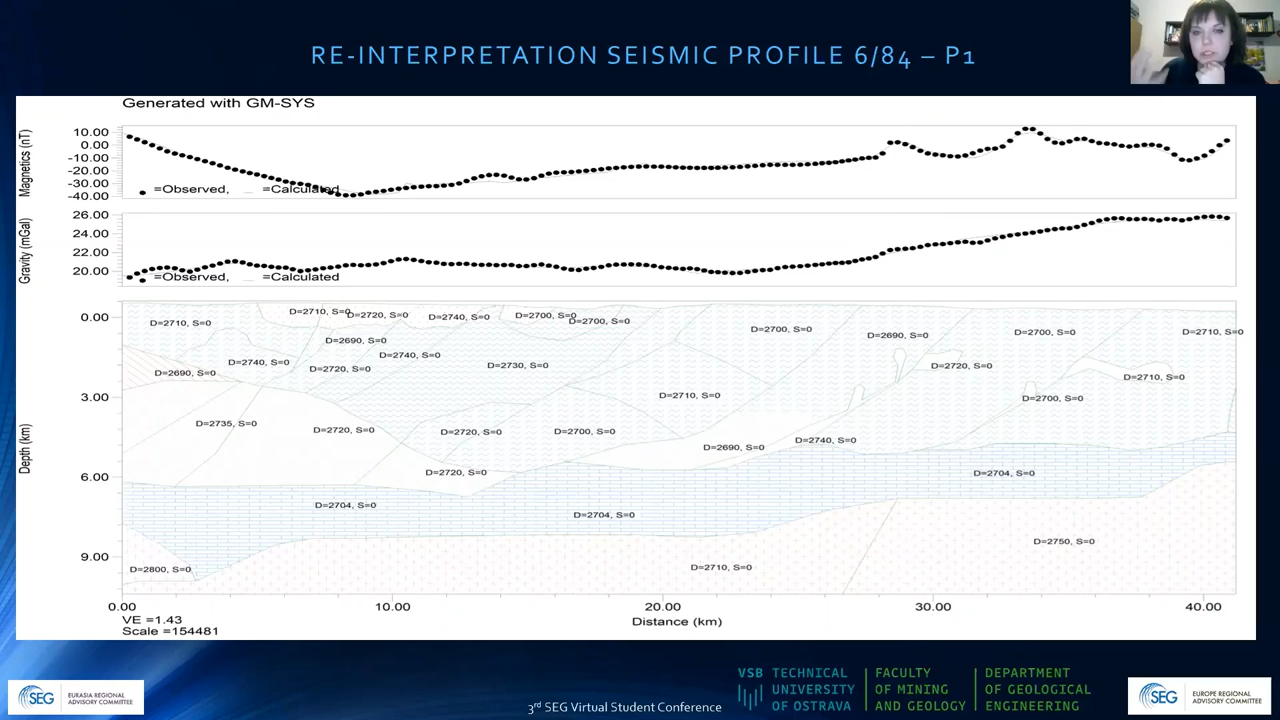 RE-INTERPRETATION SEISMIC PROFILE 6/84 – P1
Generated with GM-SYS
Magnetics (nT)
10.00
0.00
-10.00
-20.00
-30.00
-40.00
=Observed, =Calculated
Gravity (mGal)
26.00
24.00
22.00
20.00
=Observed, =Calculated
Depth (km)
0.00
3.00
6.00
9.00
D=2710, S=0
D=2710, S=0
D=2720, S=0
D=2740, S=0
D=2700, S=0
D=2700, S=0
D=2700, S=0
D=2690, S=0
D=2700, S=0
D=2710, S=0
D=2690, S=0
D=2740, S=0
D=2740, S=0
D=2690, S=0
D=2720, S=0
D=2730, S=0
D=2720, S=0
D=2710, S=0
D=2710, S=0
D=2700, S=0
D=2735, S=0
D=2720, S=0
D=2720, S=0
D=2700, S=0
D=2690, S=0
D=2740, S=0
D=2720, S=0
D=2704, S=0
D=2704, S=0
D=2704, S=0
D=2750, S=0
D=2800, S=0
D=2710, S=0
0.00 10.00 20.00 30.00 40.00
Distance (km)
VE =1.43
Scale =154481
SEG EURASIA REGIONAL
ADVISORY COMMITTEE
3rd SEG Virtual Student Conference
VSB TECHNICAL
UNIVERSITY
OF OSTRAVA
FACULTY
OF MINING
AND GEOLOGY
DEPARTMENT
OF GEOLOGICAL
ENGINEERING
SEG EUROPE REGIONAL
ADVISORY COMMITTEE